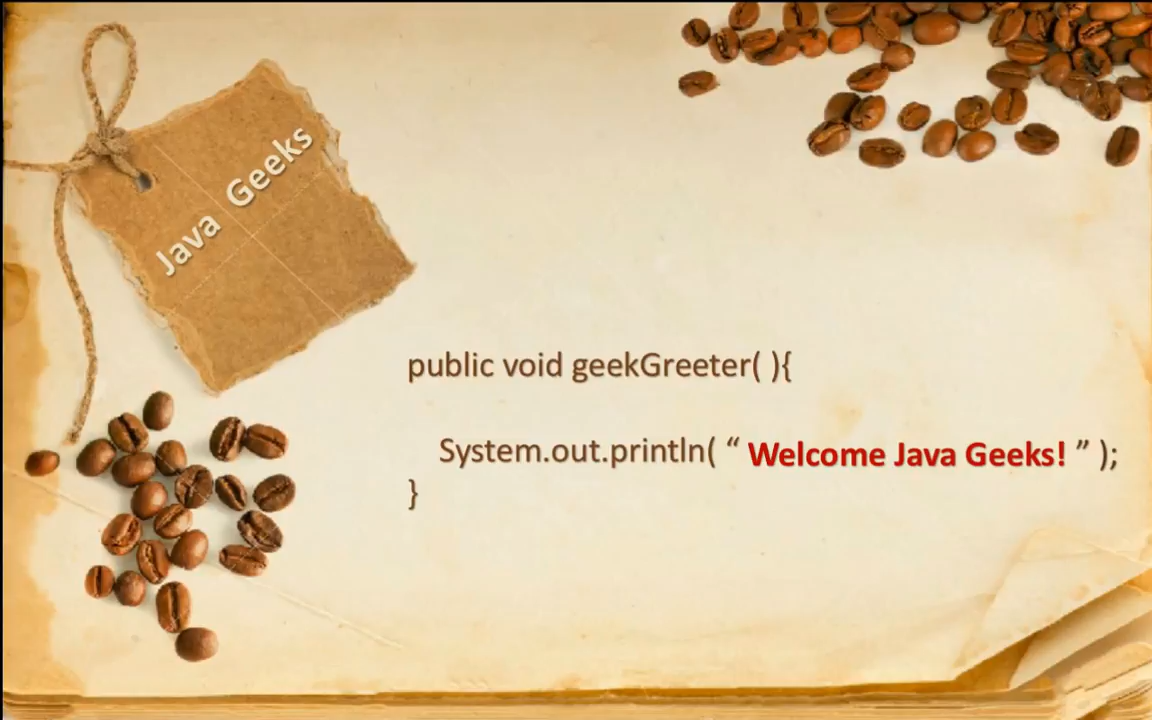 Java Geeks
public void geekGreeter( ){
System.out.println( “ Welcome Java Geeks! ” );
}